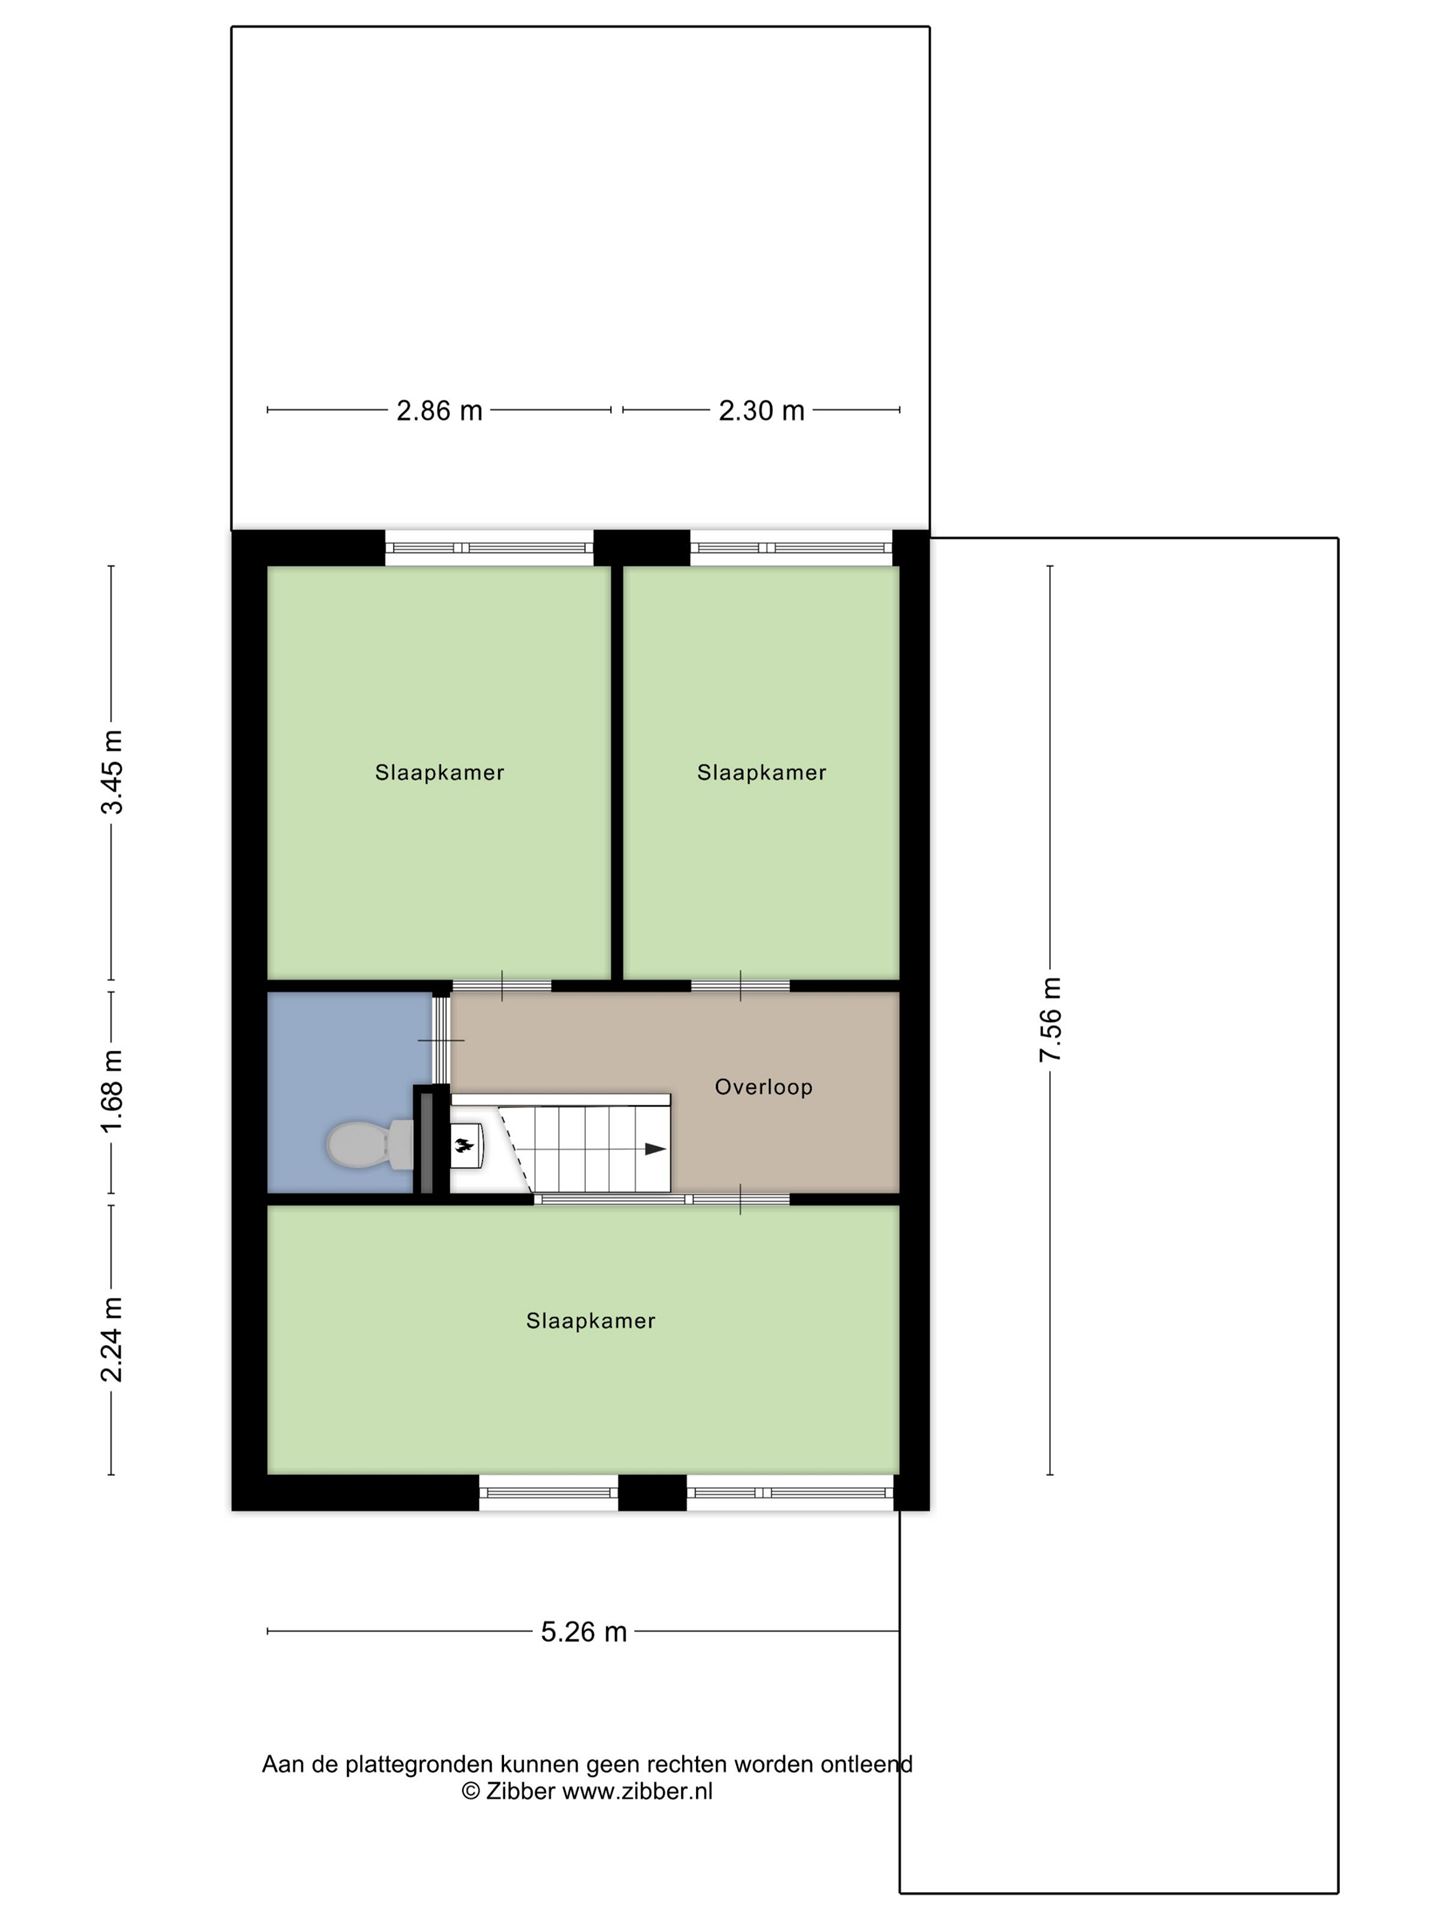 2.86 m
2.30 m
3.45 m
Slaapkamer
Slaapkamer
7.56 m
1.68 m
Overloop
2.24 m
Slaapkamer
5.26 m
Aan de plattegronden kunnen geen rechten worden ontleend
© Zibber www.zibber.nl